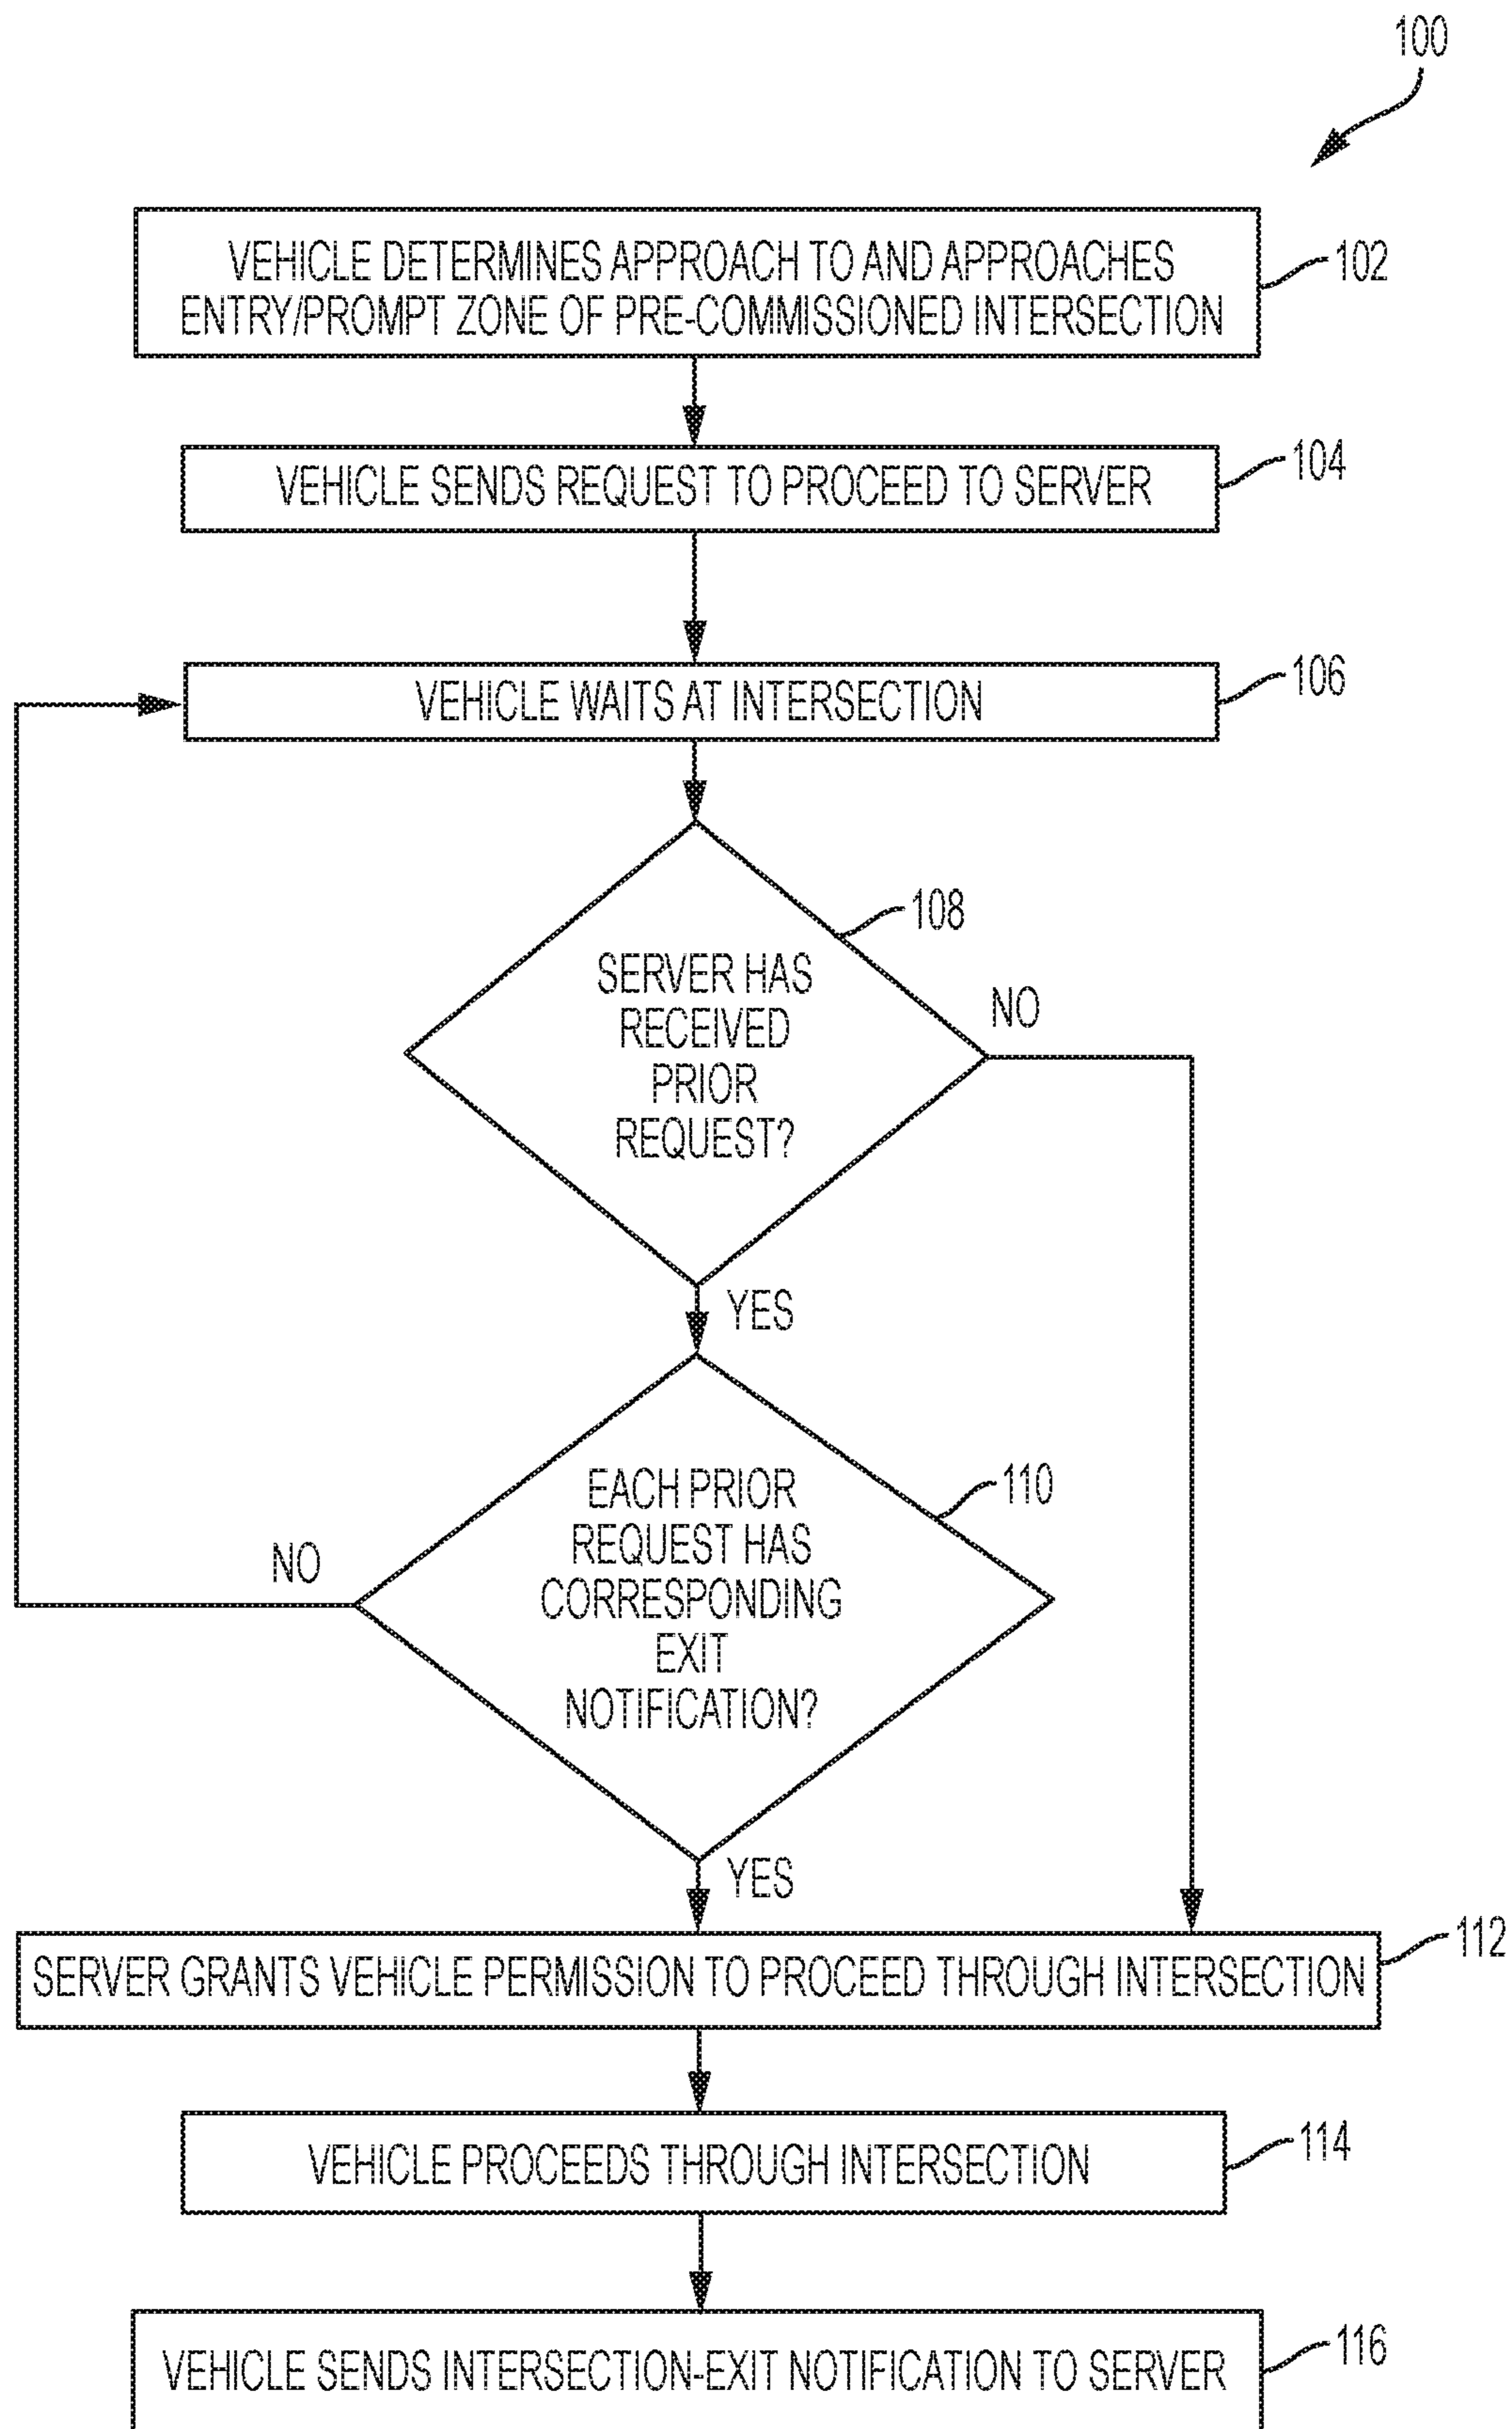 100
VEHICLE DETERMINES APPROACH TO AND APPROACHES
ENTRY/PROMPT ZONE OF PRE-COMMISSIONED INTERSECTION
102
VEHICLE SENDS REQUEST TO PROCEED TO SERVER
104
VEHICLE WAITS AT INTERSECTION
106
108
SERVER HAS
RECEIVED
PRIOR
REQUEST?
NO
YES
110
EACH PRIOR
REQUEST HAS
CORRESPONDING
EXIT
NOTIFICATION?
NO
YES
SERVER GRANTS VEHICLE PERMISSION TO PROCEED THROUGH INTERSECTION
112
VEHICLE PROCEEDS THROUGH INTERSECTION
114
VEHICLE SENDS INTERSECTION-EXIT NOTIFICATION TO SERVER
116